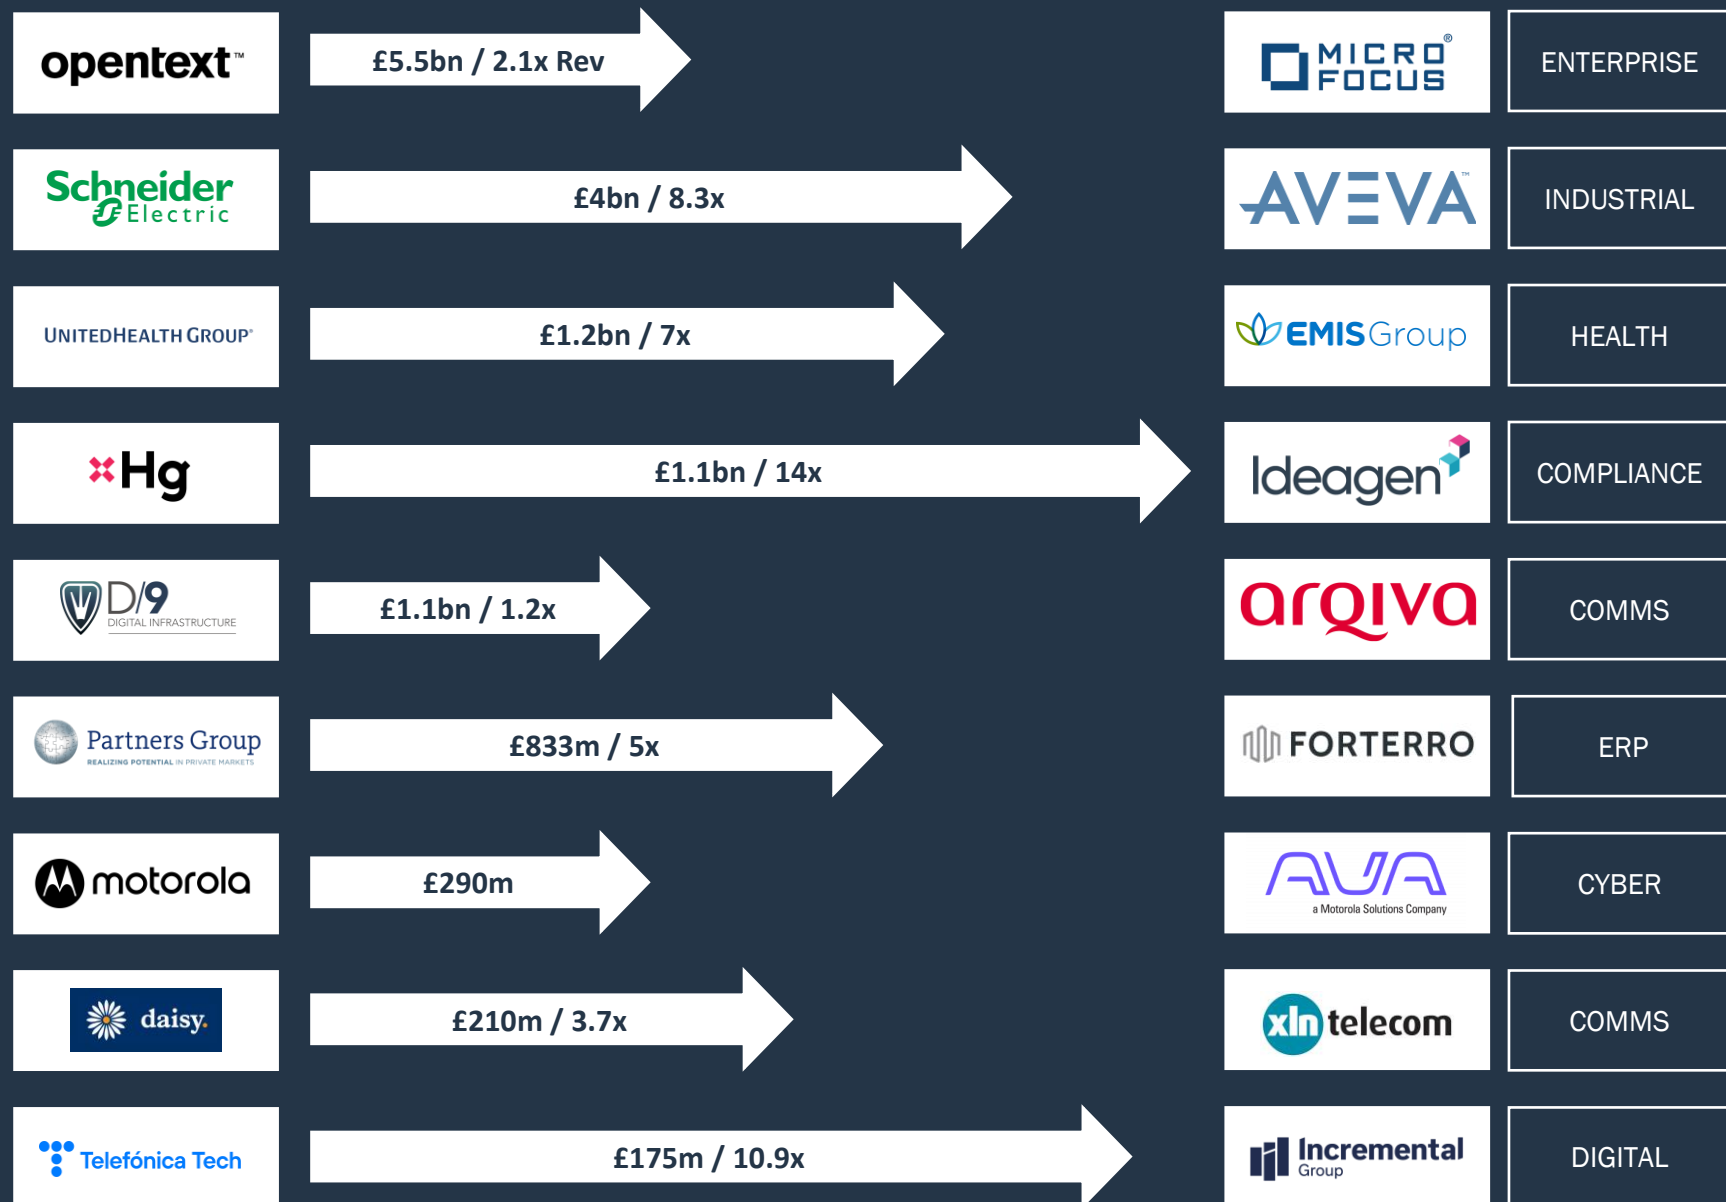 opentext™
£5.5bn / 2.1x Rev
MICRO FOCUS®
ENTERPRISE
Schneider Electric
£4bn / 8.3x
AVEVA™
INDUSTRIAL
UNITEDHEALTH GROUP®
£1.2bn / 7x
EMIS Group
HEALTH
Hg
£1.1bn / 14x
Ideagen
COMPLIANCE
D/9
DIGITAL INFRASTRUCTURE
£1.1bn / 1.2x
arqiva
COMMS
Partners Group
REALIZING POTENTIAL IN PRIVATE MARKETS
£833m / 5x
FORTERRO
ERP
motorola
£290m
AVA
a Motorola Solutions Company
CYBER
daisy.
£210m / 3.7x
xln telecom
COMMS
Telefónica Tech
£175m / 10.9x
Incremental
Group
DIGITAL